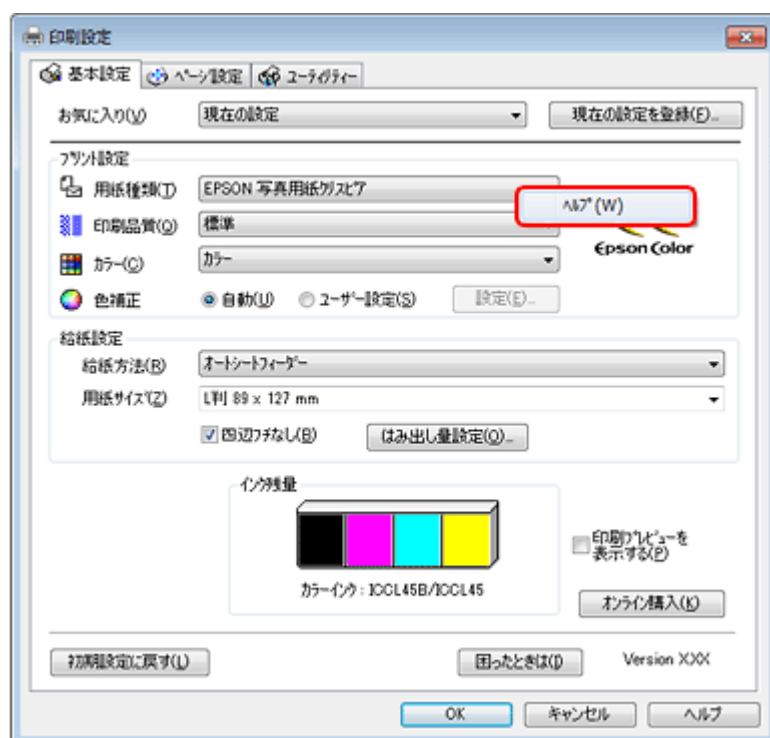 印刷設定
基本設定 ページ設定 ユーティリティー
お気に入り(V) 現在の設定 現在の設定を登録(F)...
プリント設定
用紙種類(T) EPSON 写真用紙クリスピア
ヘルプ(W)
印刷品質(Q) 標準
Epson Color
カラー(C) カラー
色補正 自動(U) ユーザー設定(S) 設定(E)...
給紙設定
給紙方法(R) オートシートフィーダー
用紙サイズ(Z) L判 89 x 127 mm
四辺フチなし(B) はみ出し量設定(O)...
インク残量
印刷プレビューを
表示する(P)
カラーインク : ICCL45B/ICCL45
オンライン購入(K)
初期設定に戻す(L) 困ったときは(I) Version X.XX
OK キャンセル ヘルプ